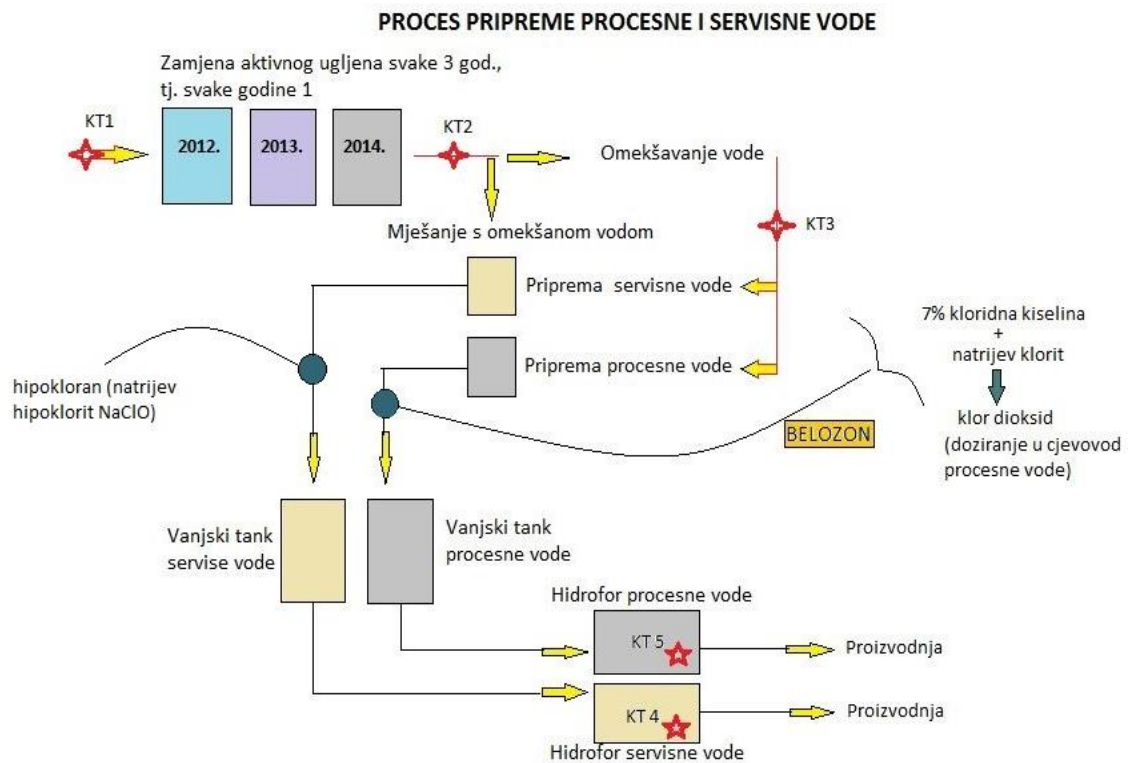 PROCES PRIPREME PROCESNE I SERVISNE VODE
Zamjena aktivnog ugljena svake 3 god.,
tj. svake godine 1
KT1
2012.
2013.
2014.
KT2
Omekšavanje vode
KT3
Mješanje s omekšanom vodom
Priprema servisne vode
Priprema procesne vode
7% kloridna kiselina
+
natrijev klorit
klor dioksid
(doziranje u cjevovod
procesne vode)
BELOZON
hipokloran (natrijev
hipoklorit NaClO)
Vanjski tank
servise vode
Vanjski tank
procesne vode
Hidrofor procesne vode
KT 5
Proizvodnja
KT 4
Proizvodnja
Hidrofor servisne vode